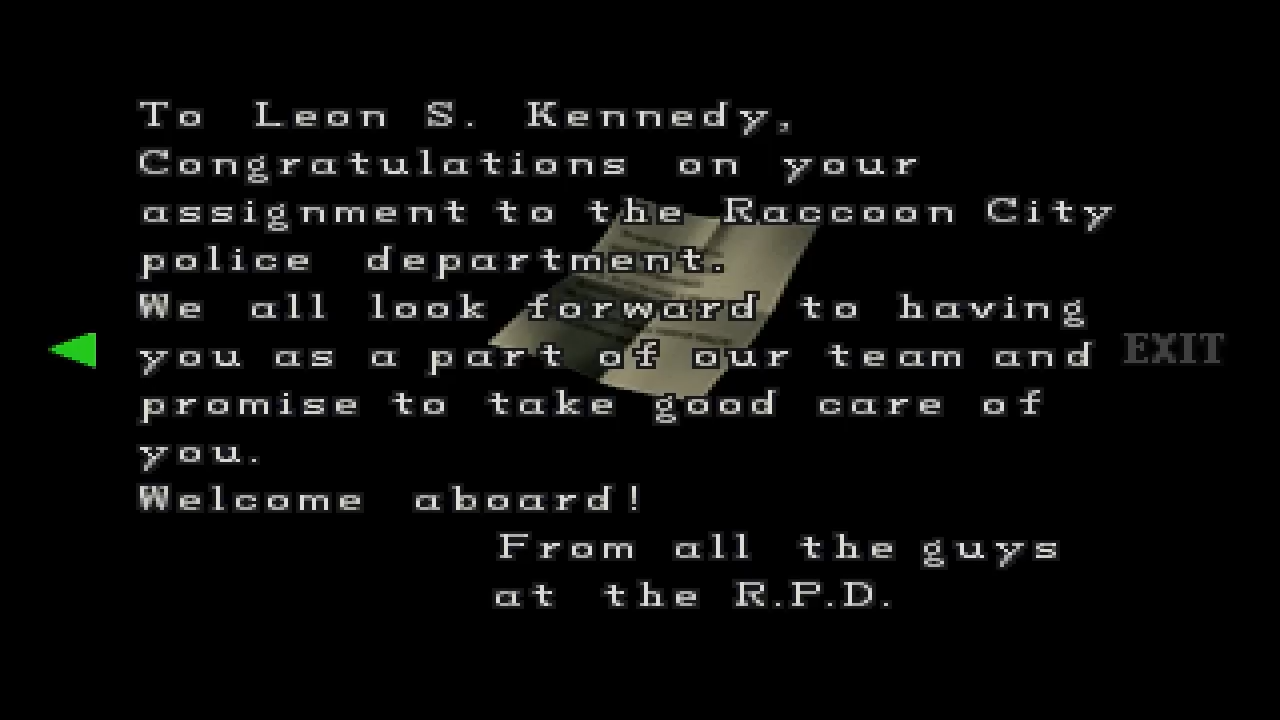 To Leon S. Kennedy,
Congratulations on your
assignment to the Raccoon City
police department.
We all look forward to having
you as a part of our team and
promise to take good care of
you.
Welcome aboard!
From all the guys
at the R.P.D.
EXIT